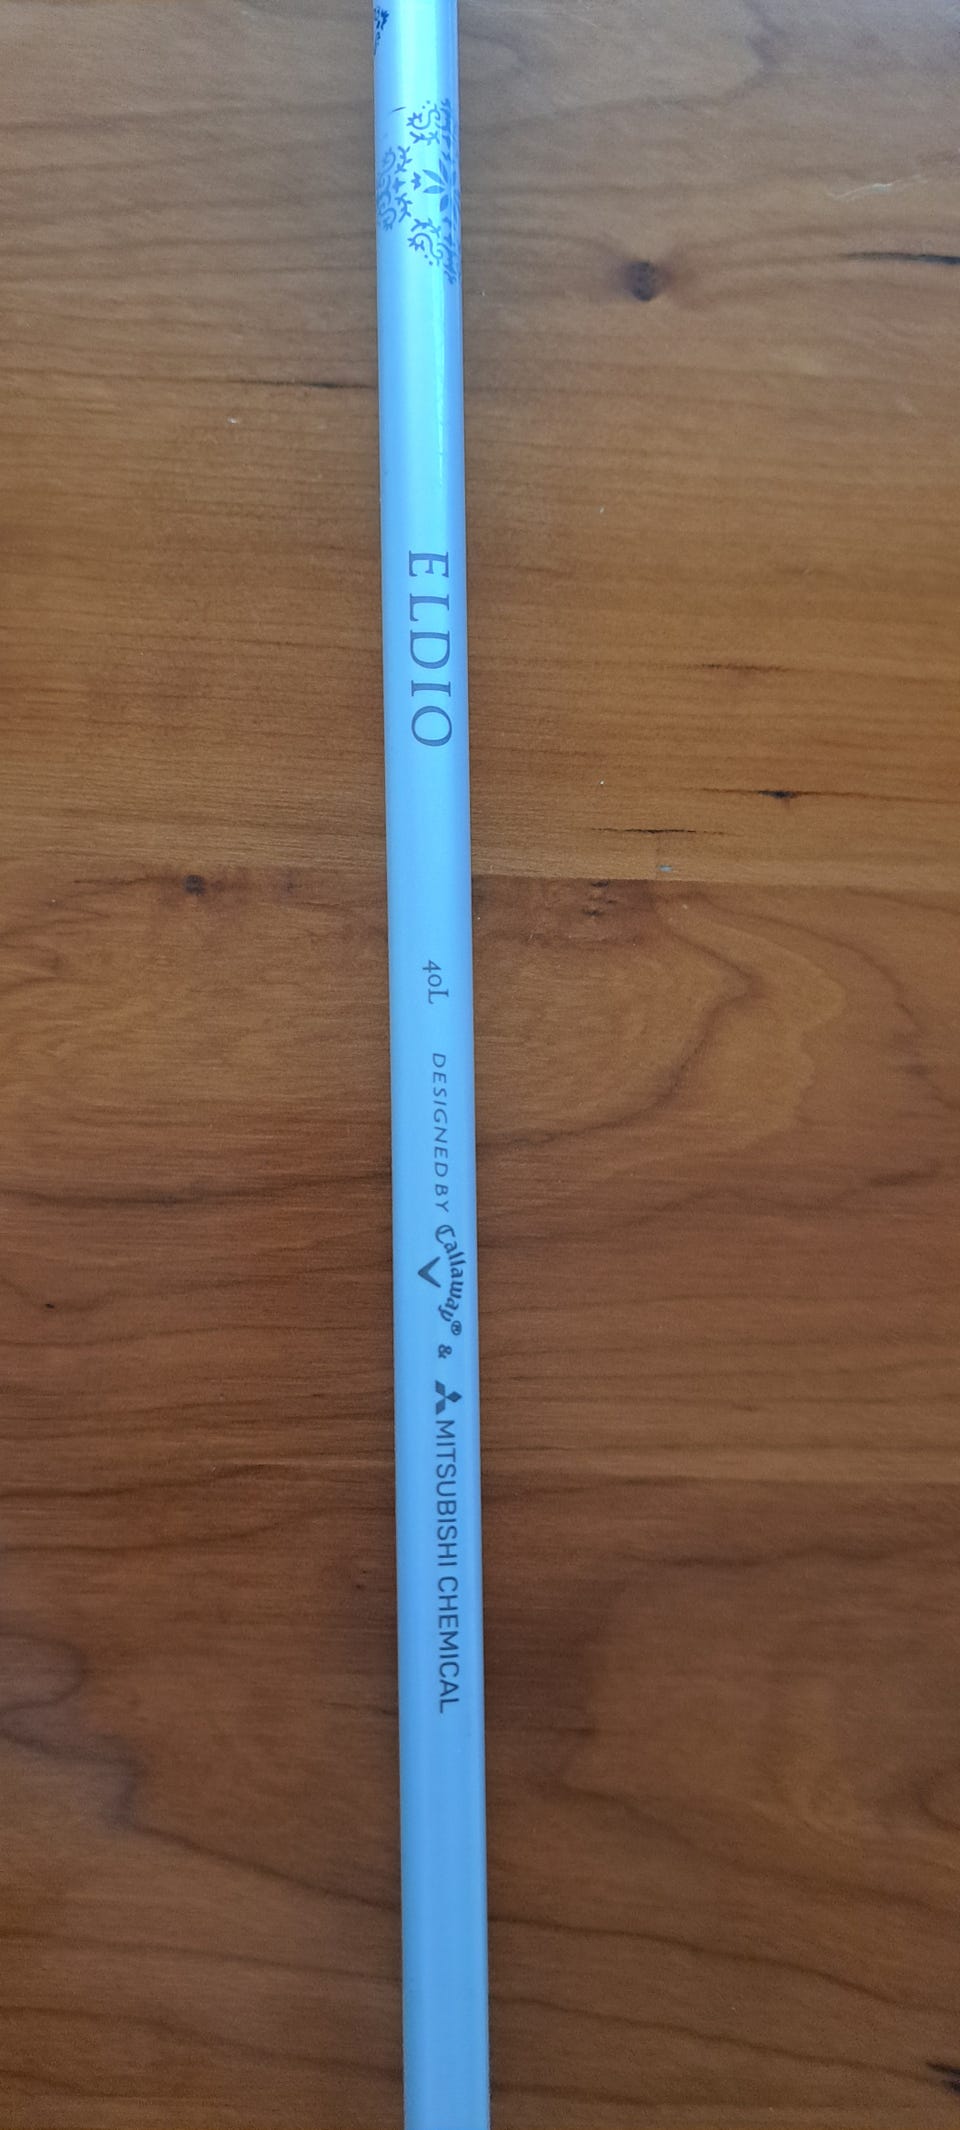 ELDIO
40L
DESIGNED BY Callaway® & MITSUBISHI CHEMICAL